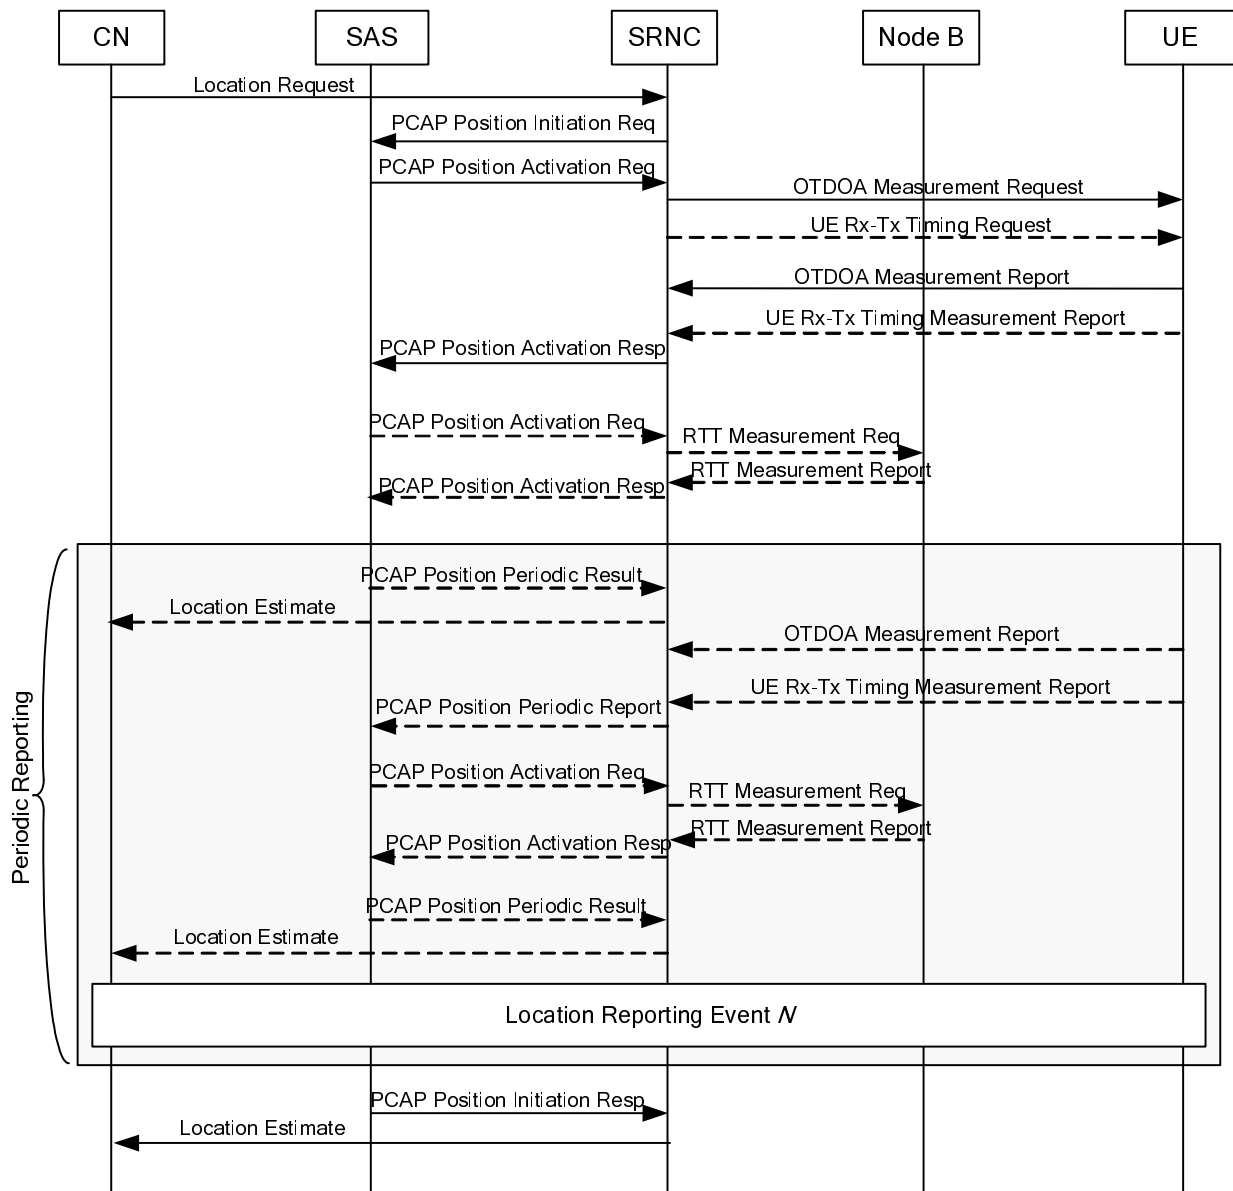 CN
SAS
SRNC
Node B
UE
Location Request
PCAP Position Initiation Req
PCAP Position Activation Req
OTDOA Measurement Request
UE Rx-Tx Timing Request
OTDOA Measurement Report
UE Rx-Tx Timing Measurement Report
PCAP Position Activation Resp
PCAP Position Activation Req
RTT Measurement Req
RTT Measurement Report
PCAP Position Activation Resp
Periodic Reporting
PCAP Position Periodic Result
Location Estimate
OTDOA Measurement Report
UE Rx-Tx Timing Measurement Report
PCAP Position Periodic Report
PCAP Position Activation Req
RTT Measurement Req
RTT Measurement Report
PCAP Position Activation Resp
PCAP Position Periodic Result
Location Estimate
Location Reporting Event N
PCAP Position Initiation Resp
Location Estimate